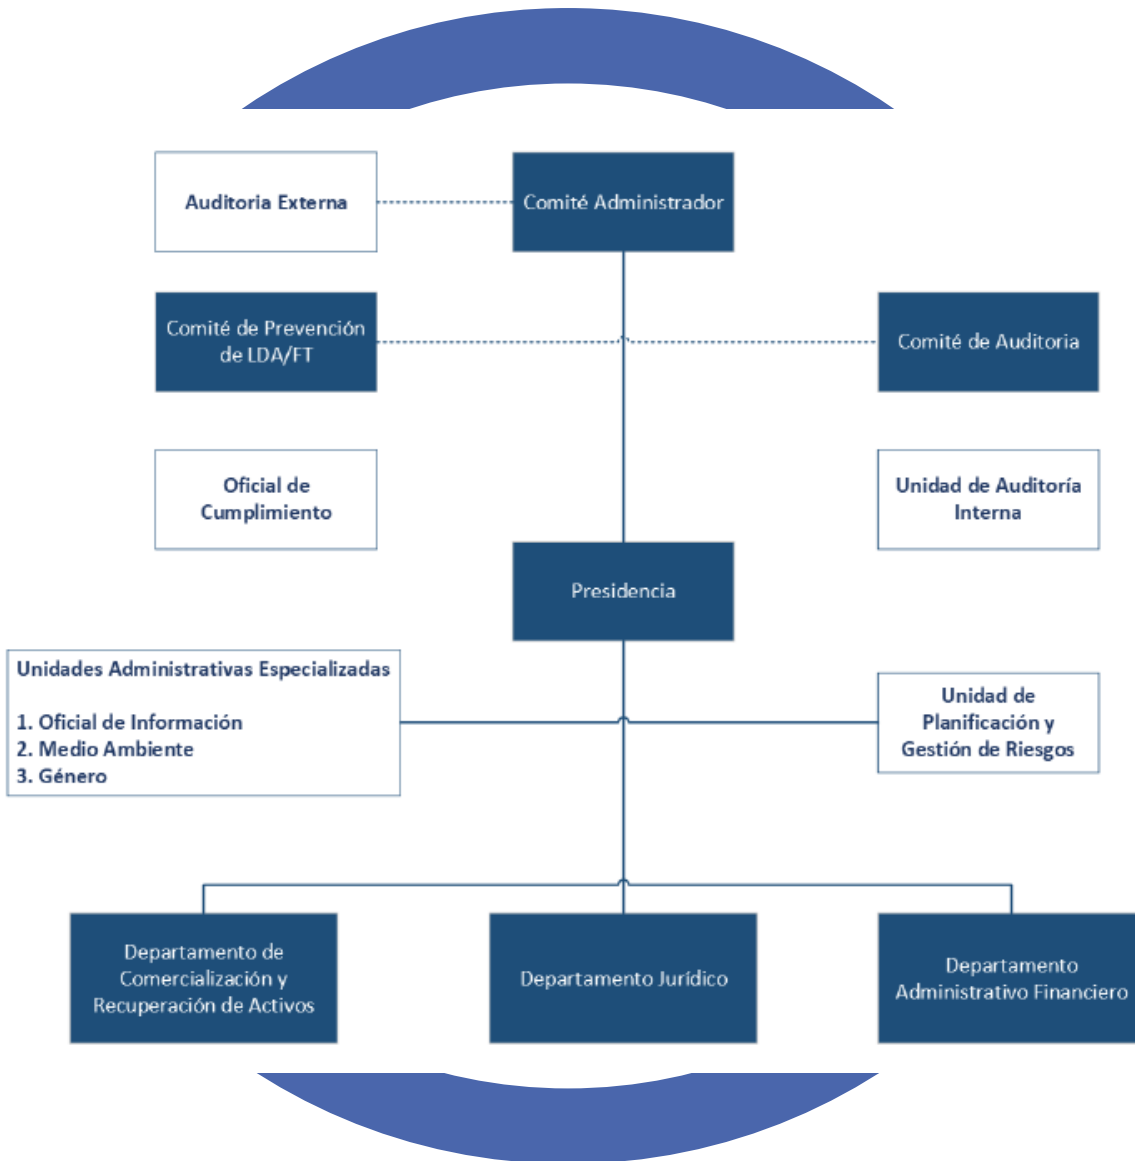 Auditoria Externa
Comité Administrador
Comité de Prevención
de LDA/FT
Comité de Auditoria
Oficial de
Cumplimiento
Unidad de Auditoría
Interna
Presidencia
Unidades Administrativas Especializadas
1. Oficial de Información
2. Medio Ambiente
3. Género
Unidad de
Planificación y
Gestión de Riesgos
Departamento de
Comercialización y
Recuperación de Activos
Departamento Jurídico
Departamento
Administrativo Financiero